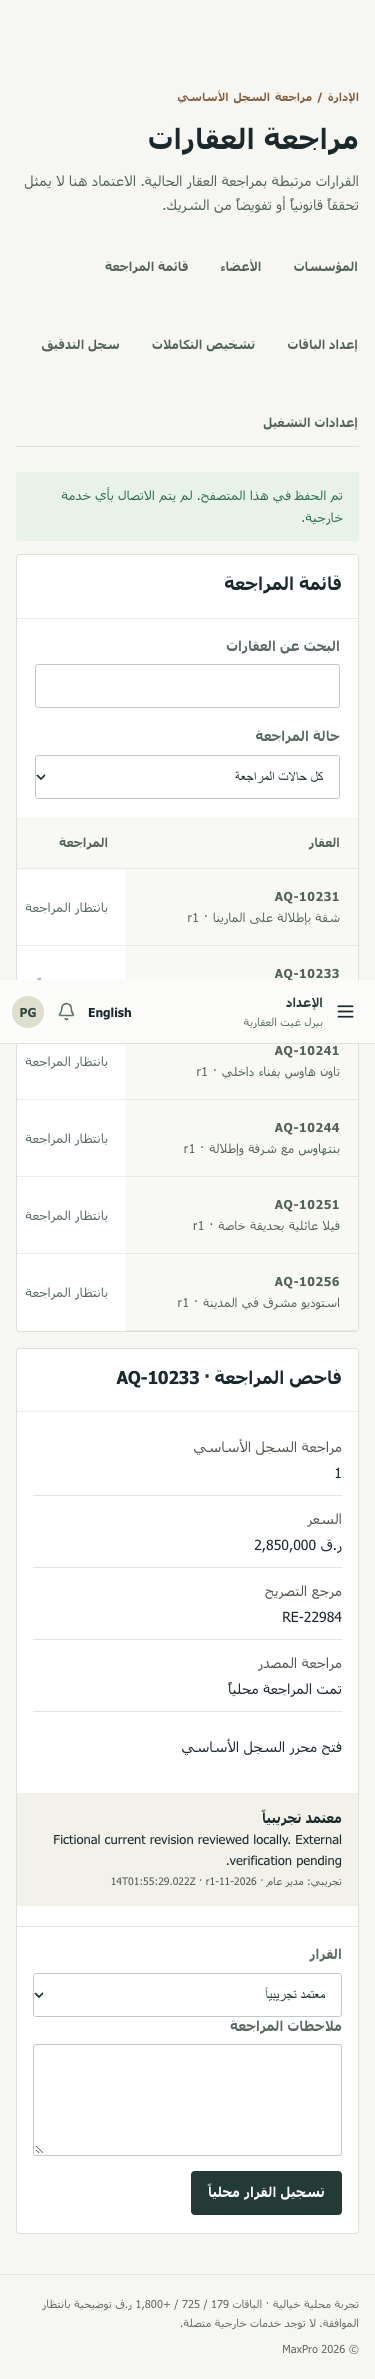 الإدارة / مراجعة السجل الأساسي
مراجعة العقارات
القرارات مرتبطة بمراجعة العقار الحالية. الاعتماد هنا لا يمثل
تحققاً قانونياً أو تفويضاً من الشريك.
المؤسسات الأعضاء قائمة المراجعة
إعداد الباقات تشخيص التكاملات سجل التدقيق
إعدادات التشغيل
تم الحفظ في هذا المتصفح. لم يتم الاتصال بأي خدمة
خارجية.
قائمة المراجعة
البحث عن العقارات
حالة المراجعة
كل حالات المراجعة
العقار المراجعة
AQ-10231
شقة بإطلالة على المارينا · r1
بانتظار المراجعة
AQ-10233
الإعداد
بيرل غيت العقارية
English
PG
AQ-10241
تاون هاوس بفناء داخلي · r1
بانتظار المراجعة
AQ-10244
بنتهاوس مع شرفة وإطلالة · r1
بانتظار المراجعة
AQ-10251
فيلا عائلية بحديقة خاصة · r1
بانتظار المراجعة
AQ-10256
استوديو مشرق في المدينة · r1
بانتظار المراجعة
فاحص المراجعة · AQ-10233
مراجعة السجل الأساسي
1
السعر
ر.ق 2,850,000
مرجع التصريح
RE-22984
مراجعة المصدر
تمت المراجعة محلياً
فتح محرر السجل الأساسي
معتمد تجريبياً
Fictional current revision reviewed locally. External
verification pending.
تجريبي: مدير عام · 14T01:55:29.022Z · r1-11-2026
القرار
معتمد تجريبياً
ملاحظات المراجعة
تسجيل القرار محلياً
تجربة محلية خيالية · الباقات 179 / 725 / +1,800 ر.ق توضيحية بانتظار
الموافقة. لا توجد خدمات خارجية متصلة.
© 2026 MaxPro